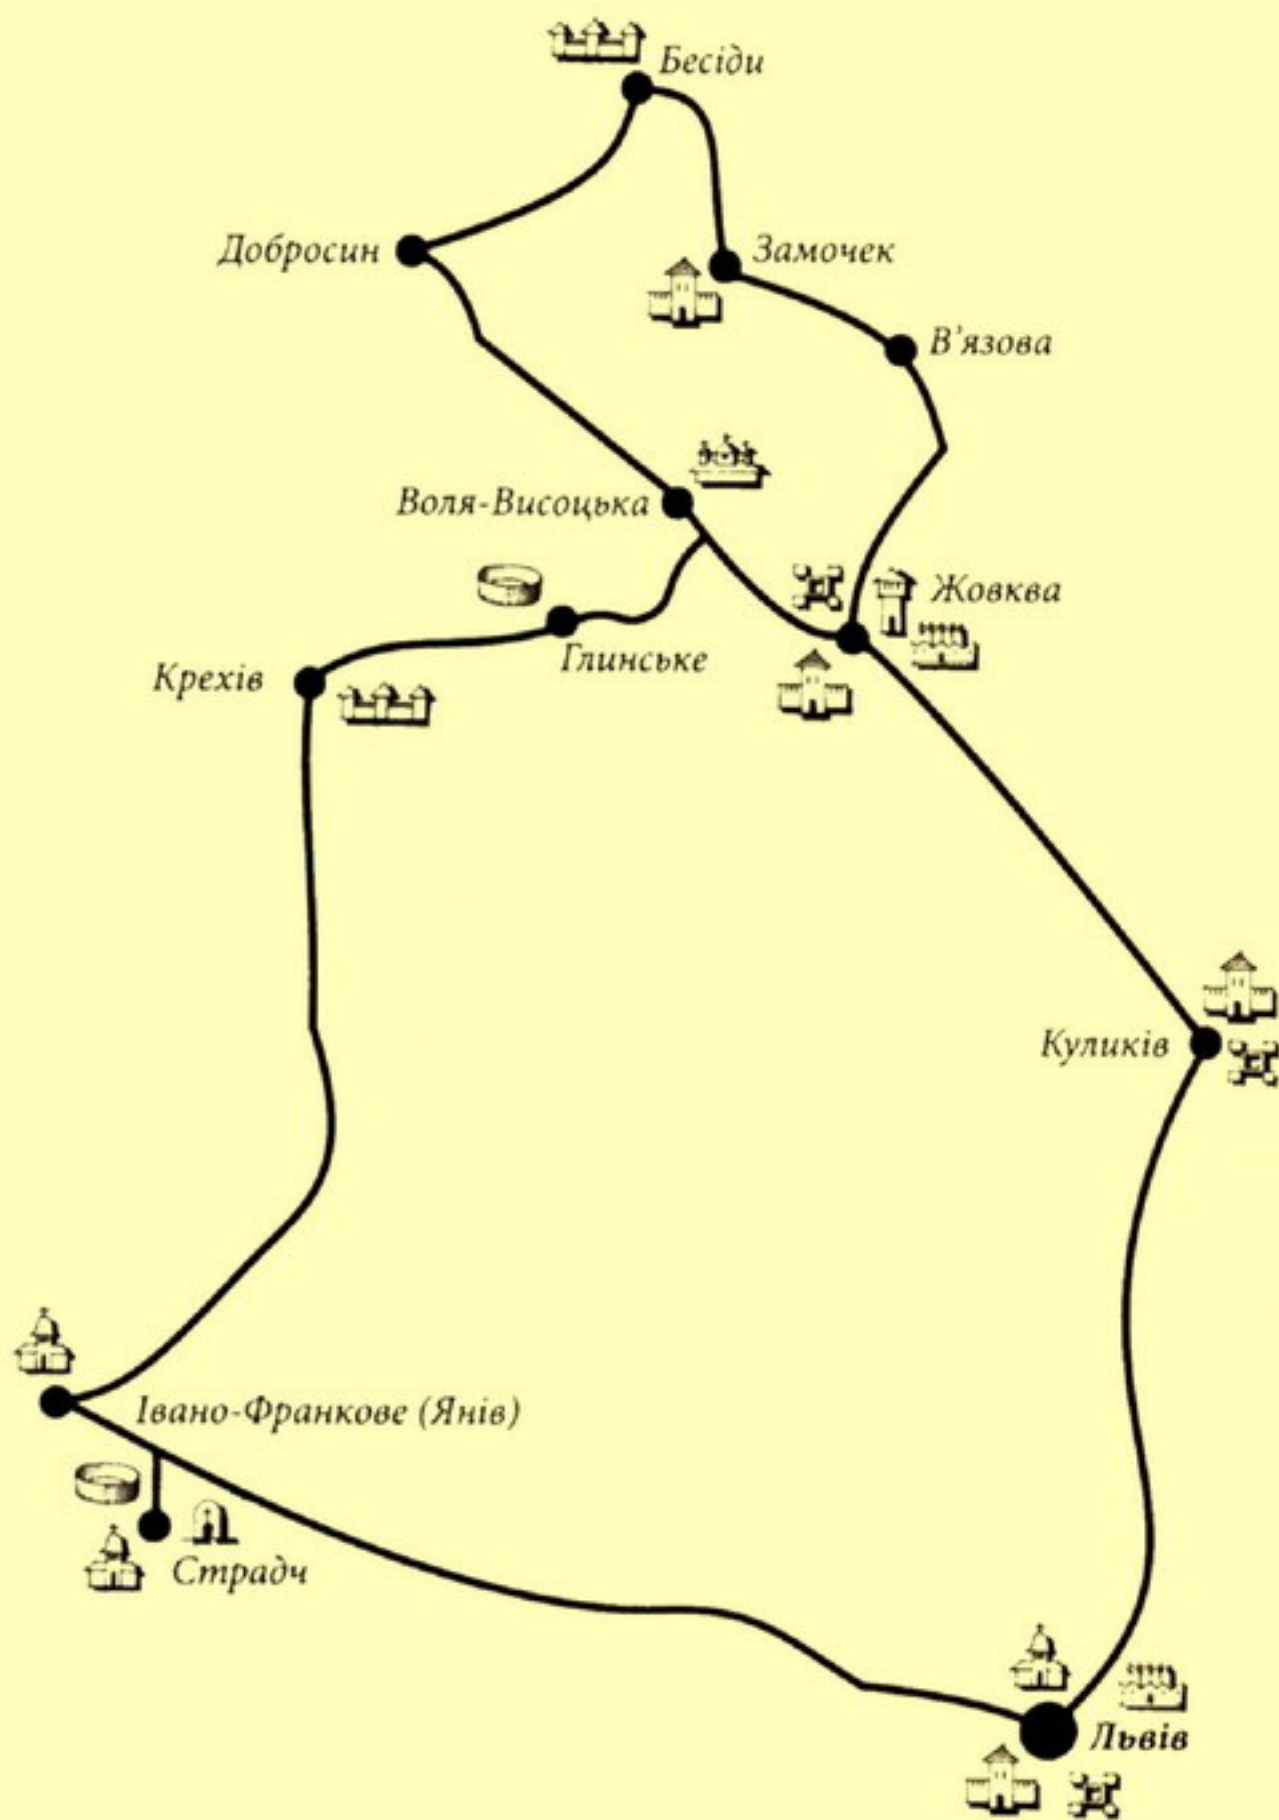 Бесіди
Добросин
Замочек
В'язова
Воля-Висоцька
Жовква
Глинське
Крехів
Куликів
Івано-Франкове (Янів)
Страдч
Львів